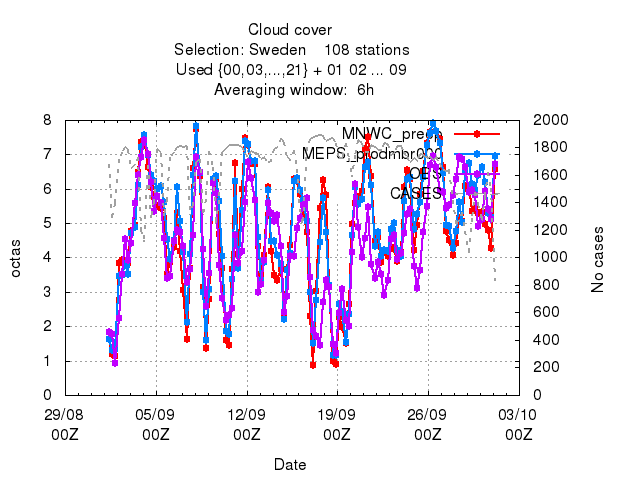 Cloud cover
Selection: Sweden 108 stations
Used {00,03,...,21} + 01 02 ... 09
Averaging window: 6h
8 2000
MNWC_preop
7 1800
MEPS_prodmbr000
1600
OBS
6 1400
CASES
5 1200
octas
4 1000
No cases
3 800
600
2 400
1 200
0 0
29/08 05/09 12/09 19/09 26/09 03/10
00Z 00Z 00Z 00Z 00Z 00Z
Date